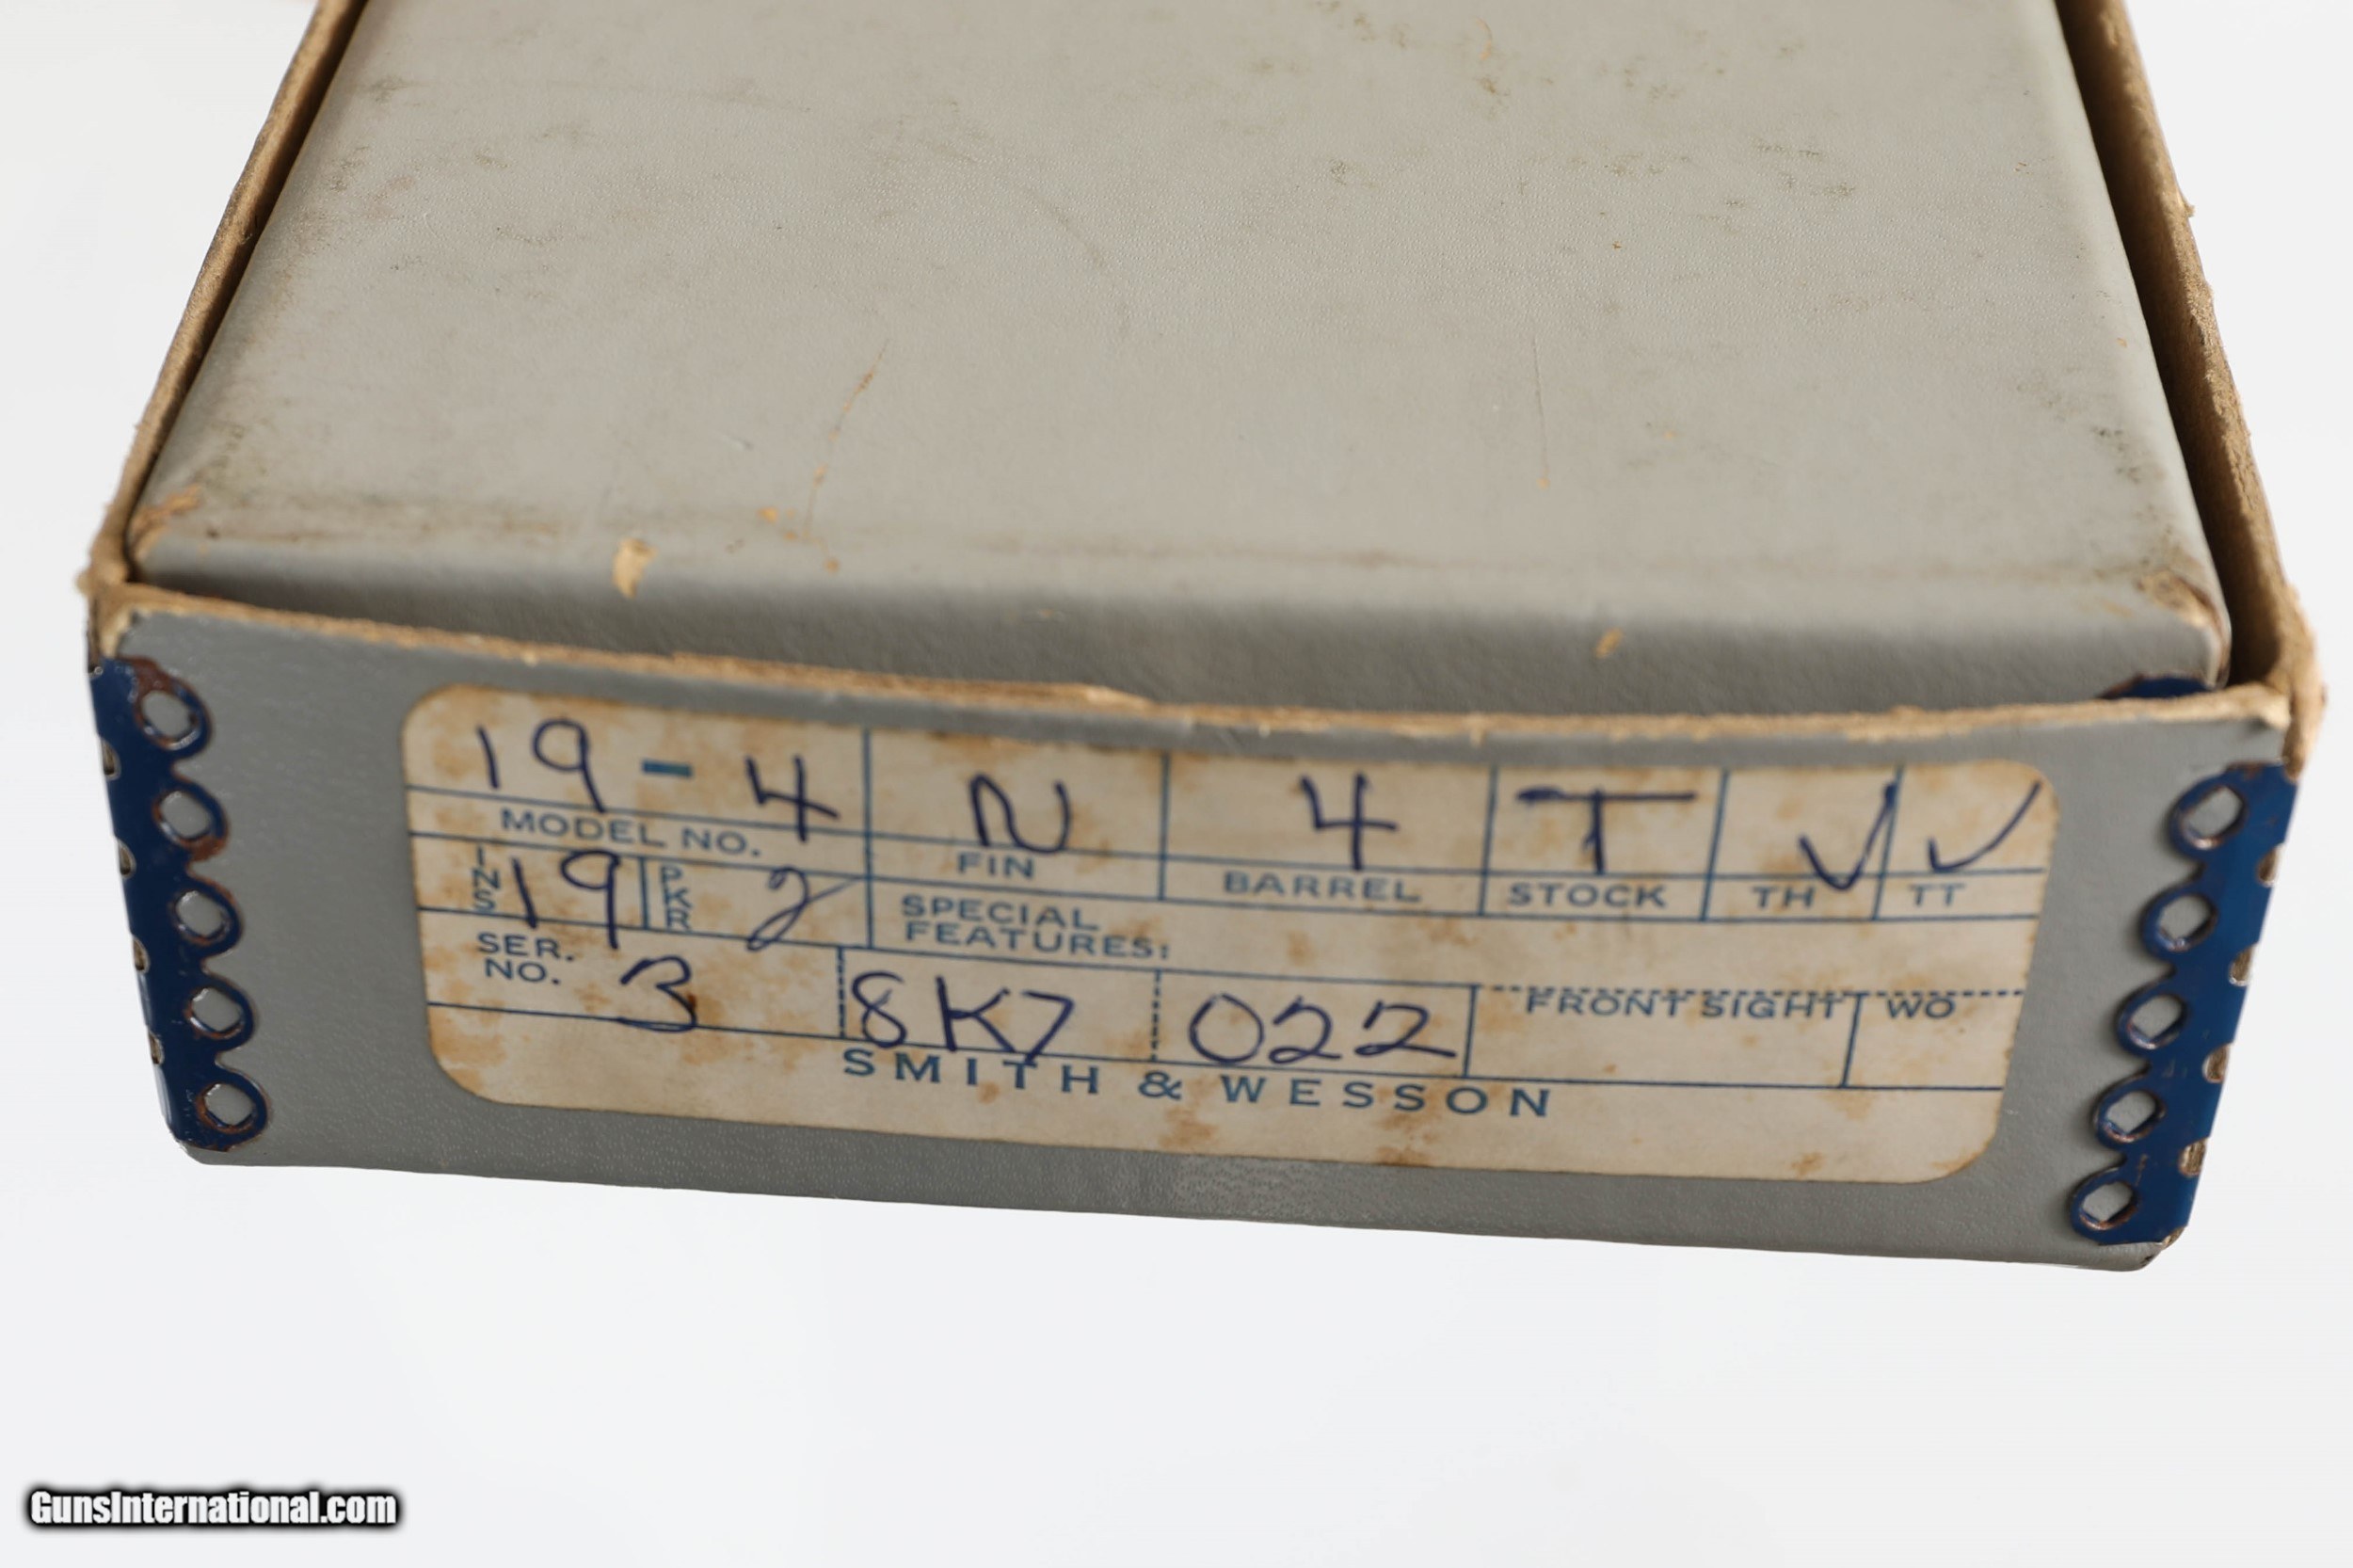 19-4 N 4 T ✓ ✓
MODEL NO. FIN BARREL STOCK TH TT
INS 19 PKR 2 SPECIAL FEATURES:
SER. NO. 3 8K7 022 FRONT SIGHT WO
SMITH & WESSON
GunsInternational.com